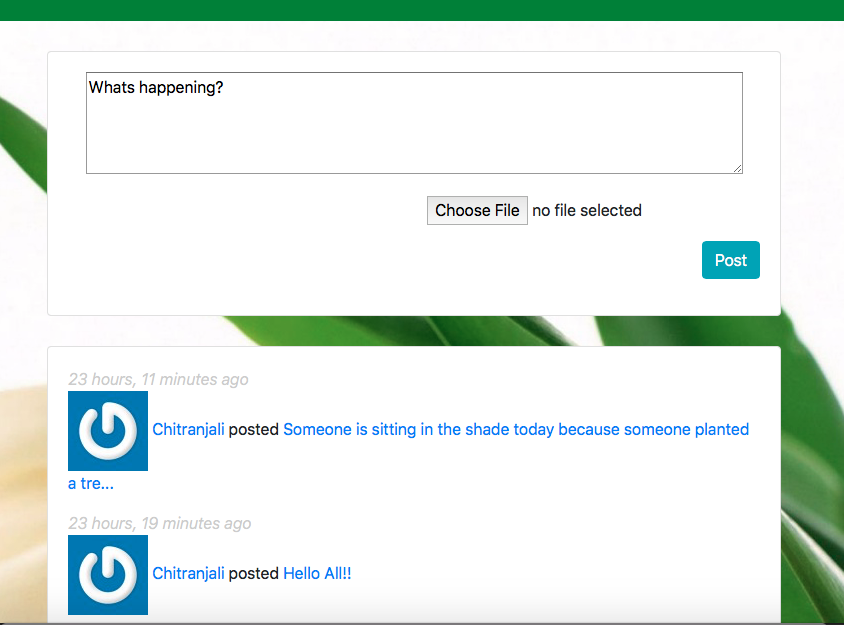 Whats happening?
Choose File no file selected
Post
23 hours, 11 minutes ago
Chitranjali posted Someone is sitting in the shade today because someone planted
a tre...
23 hours, 19 minutes ago
Chitranjali posted Hello All!!